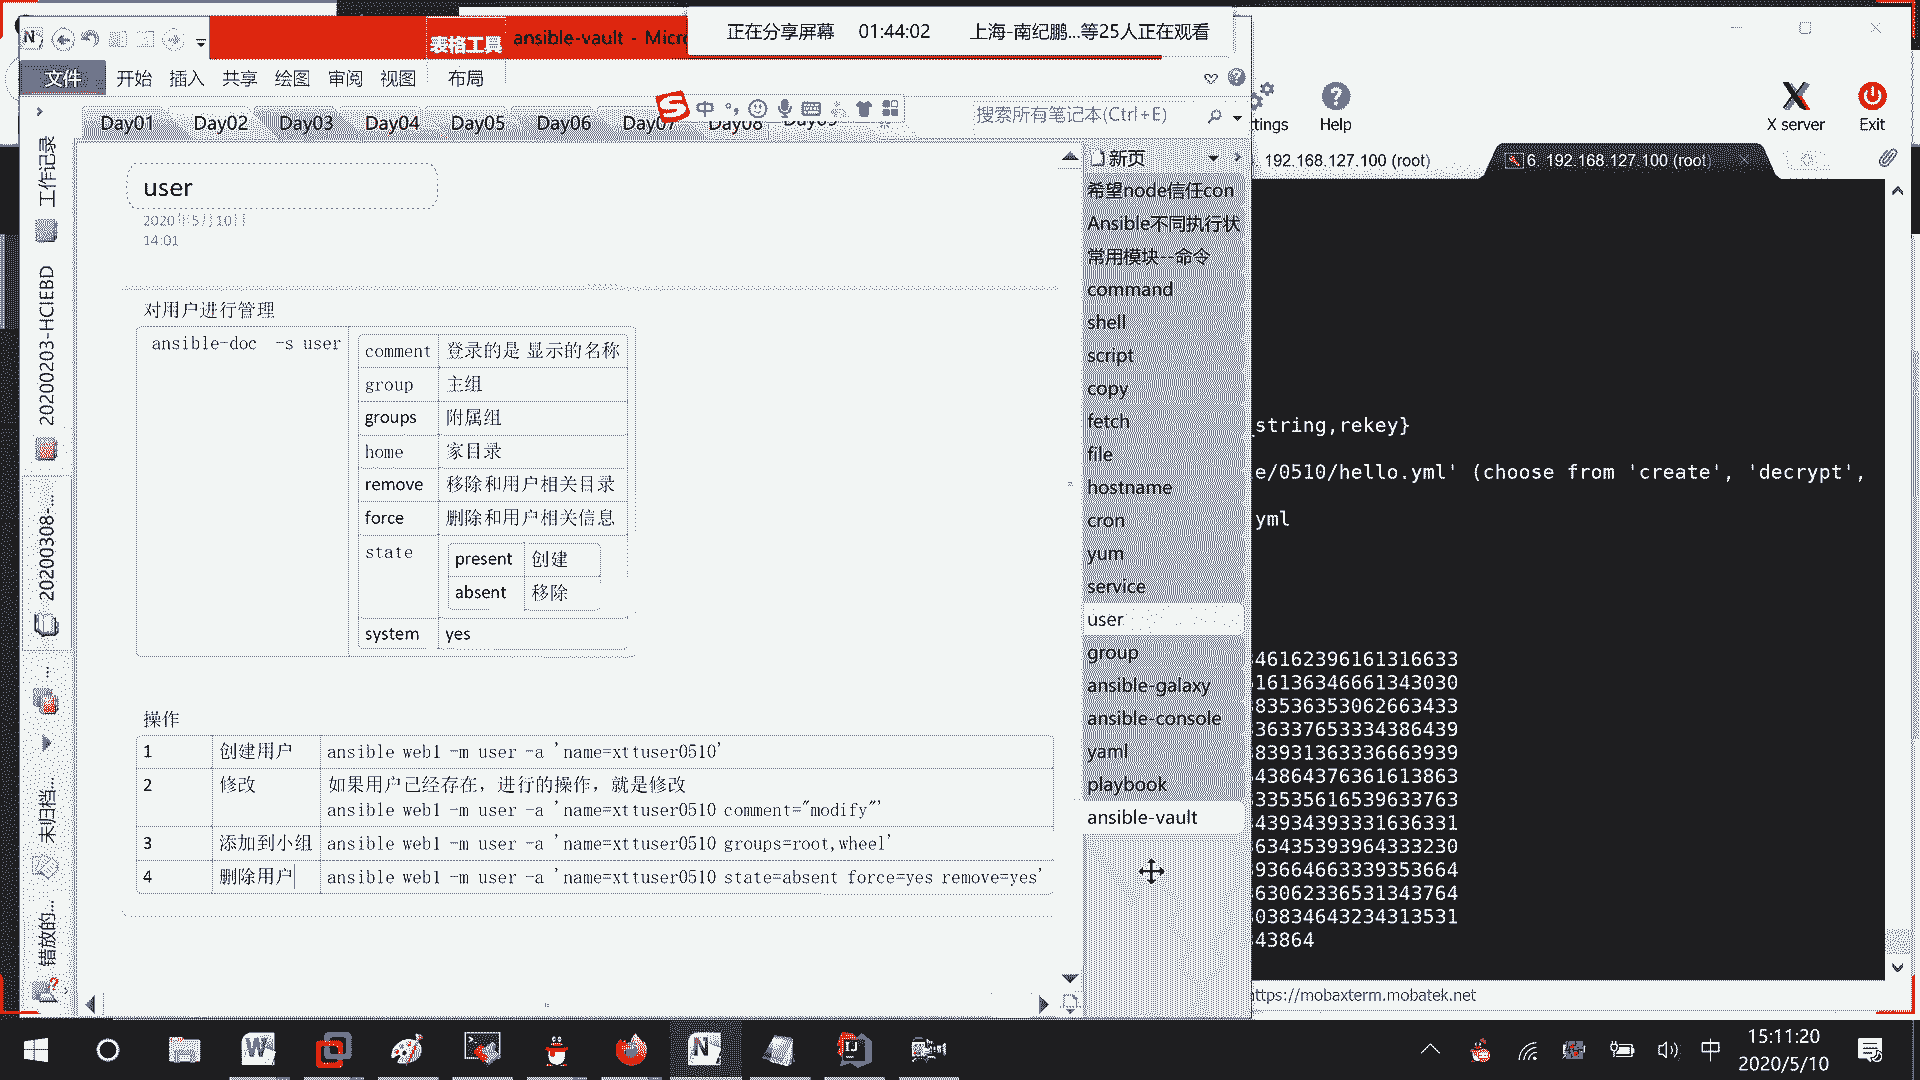 正在分享屏幕 01:44:02 上海-南纪鹏...等25人正在观看
表格工具 ansible-vault - Micr
文件 开始 插入 共享 绘图 审阅 视图 布局
Day01 Day02 Day03 Day04 Day05 Day06 Day07 Day08
中
搜索所有笔记本(Ctrl+E)
tings Help X server Exit
192.168.127.100 (root) 6. 192.168.127.100 (root)
工作记录
20200203-HCIEBD
20200308-...
未归档...
错放的...
user
2020年5月10日
14:01
对用户进行管理
ansible-doc -s user
comment 登录的是 显示的名称
group 主组
groups 附属组
home 家目录
remove 移除和用户相关目录
force 删除和用户相关信息
state present 创建
absent 移除
system yes
操作
1 创建用户 ansible web1 -m user -a 'name=xttuser0510'
2 修改 如果用户已经存在，进行的操作，就是修改
ansible web1 -m user -a 'name=xttuser0510 comment="modify"'
3 添加到小组 ansible web1 -m user -a 'name=xttuser0510 groups=root,wheel'
4 删除用户 ansible web1 -m user -a 'name=xttuser0510 state=absent force=yes remove=yes'
新页
希望node信任con
Ansible不同执行状
常用模块--命令
command
shell
script
copy
fetch
file
hostname
cron
yum
service
user
group
ansible-galaxy
ansible-console
yaml
playbook
ansible-vault
_string,rekey}
e/0510/hello.yml' (choose from 'create', 'decrypt',
yml
46162396161316633
6136346661343030
83536353062663433
36337653334386439
83931363336663939
43864376361613863
33535616539633763
43934393331636331
63435393964333230
93664663339353664
63062336531343764
03834643234313531
43864
https://mobaxterm.mobatek.net
中 15:11:20
2020/5/10